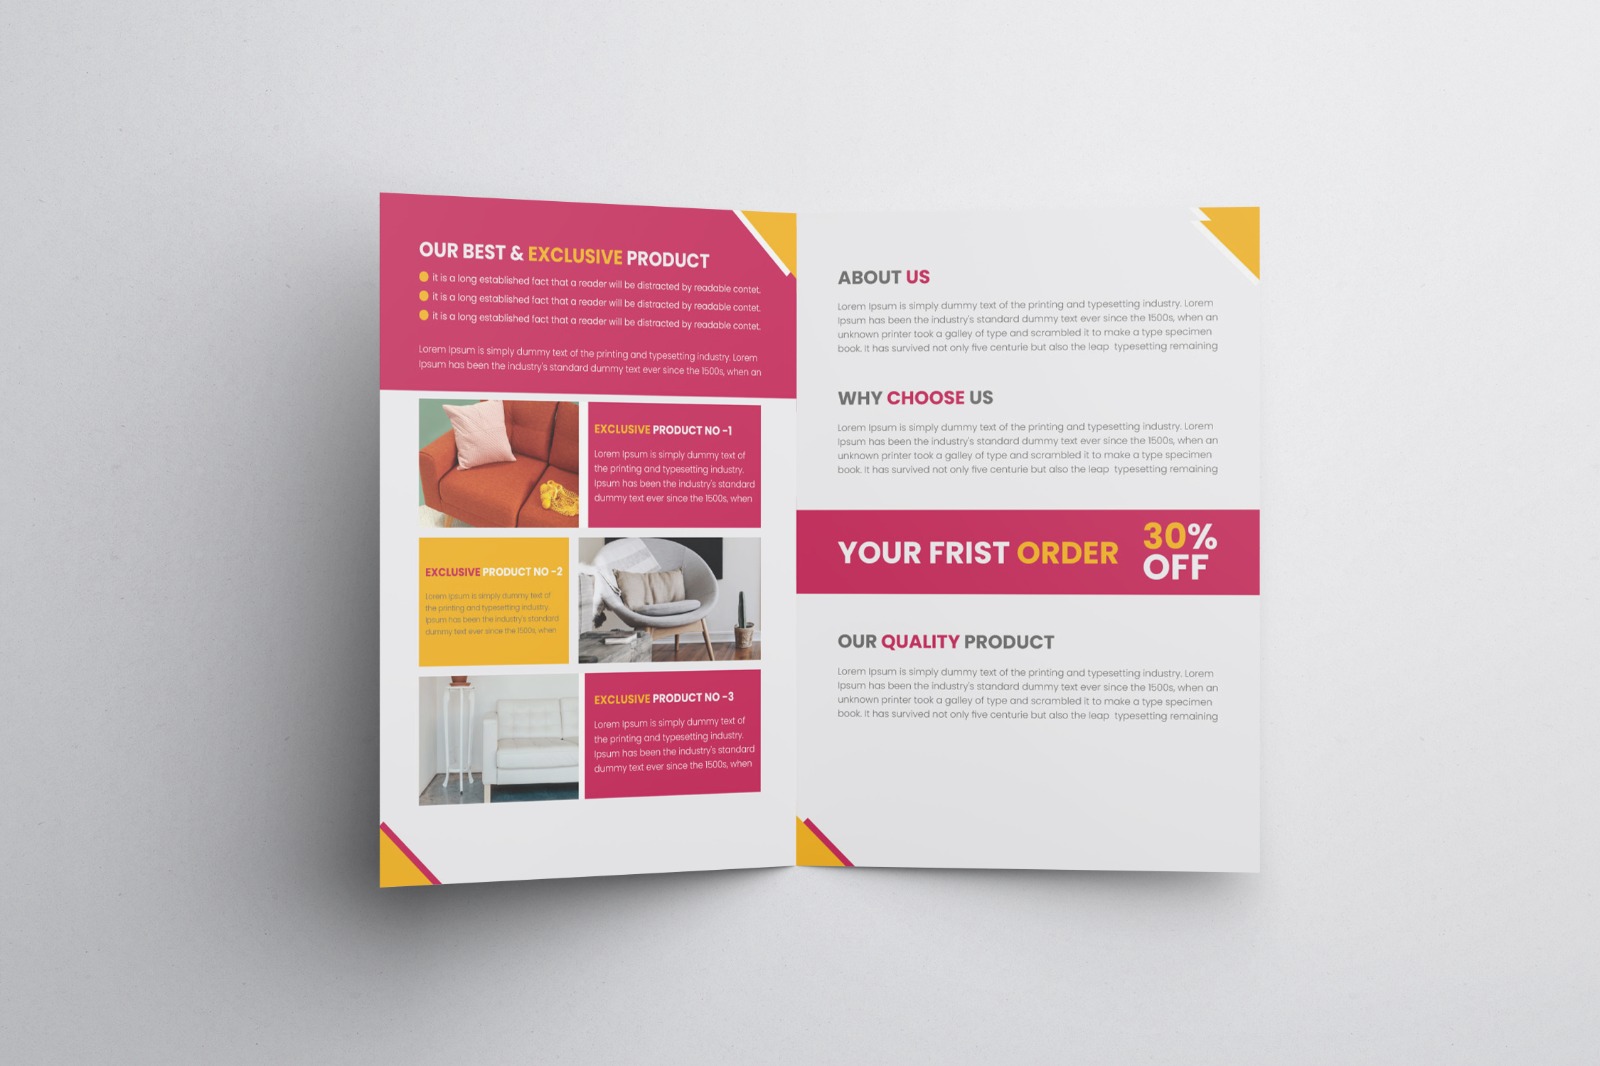 OUR BEST & EXCLUSIVE PRODUCT
it is a long established fact that a reader will be distracted by readable contet.
it is a long established fact that a reader will be distracted by readable contet.
it is a long established fact that a reader will be distracted by readable contet.
Lorem Ipsum is simply dummy text of the printing and typesetting industry. Lorem
Ipsum has been the industry's standard dummy text ever since the 1500s, when an
EXCLUSIVE PRODUCT NO -1
Lorem Ipsum is simply dummy text of
the printing and typesetting industry.
Ipsum has been the industry's standard
dummy text ever since the 1500s, when
EXCLUSIVE PRODUCT NO -2
Lorem Ipsum is simply dummy text of
the printing and typesetting industry.
Ipsum has been the industry's standard
dummy text ever since the 1500s, when
EXCLUSIVE PRODUCT NO -3
Lorem Ipsum is simply dummy text of
the printing and typesetting industry.
Ipsum has been the industry's standard
dummy text ever since the 1500s, when
ABOUT US
Lorem Ipsum is simply dummy text of the printing and typesetting industry. Lorem
Ipsum has been the industry's standard dummy text ever since the 1500s, when an
unknown printer took a galley of type and scrambled it to make a type specimen
book. It has survived not only five centurie but also the leap typesetting remaining
WHY CHOOSE US
Lorem Ipsum is simply dummy text of the printing and typesetting industry. Lorem
Ipsum has been the industry's standard dummy text ever since the 1500s, when an
unknown printer took a galley of type and scrambled it to make a type specimen
book. It has survived not only five centurie but also the leap typesetting remaining
YOUR FRIST ORDER
30%
OFF
OUR QUALITY PRODUCT
Lorem Ipsum is simply dummy text of the printing and typesetting industry. Lorem
Ipsum has been the industry's standard dummy text ever since the 1500s, when an
unknown printer took a galley of type and scrambled it to make a type specimen
book. It has survived not only five centurie but also the leap typesetting remaining